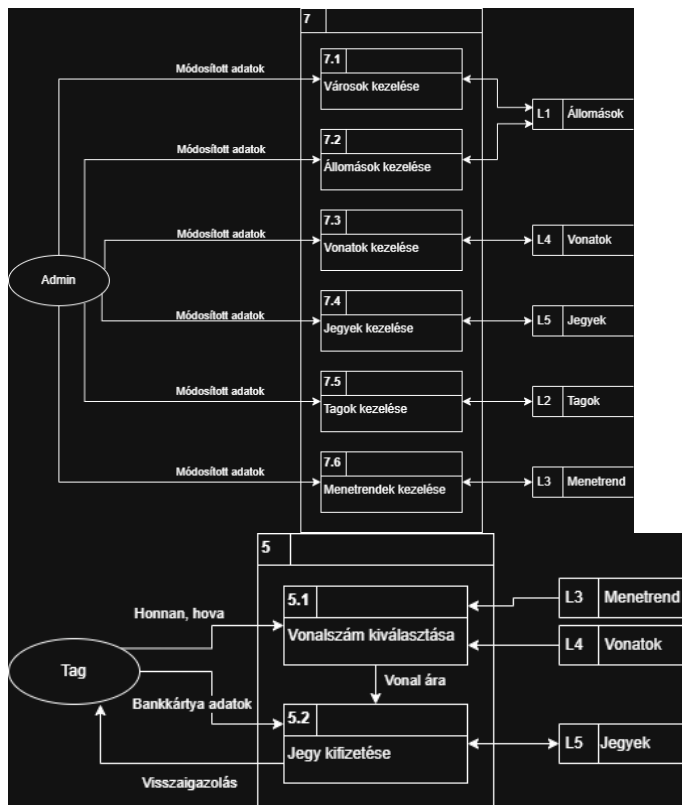 7
7.1
Módosított adatok
Városok kezelése
L1 Állomások
7.2
Módosított adatok
Állomások kezelése
7.3
Módosított adatok
Vonatok kezelése
L4 Vonatok
Admin
7.4
Módosított adatok
Jegyek kezelése
L5 Jegyek
7.5
Módosított adatok
Tagok kezelése
L2 Tagok
7.6
Módosított adatok
Menetrendek kezelése
L3 Menetrend
5
5.1
Honnan, hova
Vonalszám kiválasztása
L3 Menetrend
L4 Vonatok
Tag
Vonal ára
Bankkártya adatok
5.2
Jegy kifizetése
L5 Jegyek
Visszaigazolás